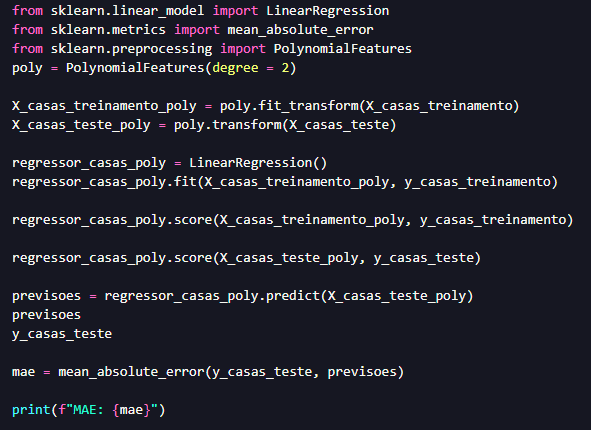 from sklearn.linear_model import LinearRegression
from sklearn.metrics import mean_absolute_error
from sklearn.preprocessing import PolynomialFeatures
poly = PolynomialFeatures(degree = 2)
X_casas_treinamento_poly = poly.fit_transform(X_casas_treinamento)
X_casas_teste_poly = poly.transform(X_casas_teste)
regressor_casas_poly = LinearRegression()
regressor_casas_poly.fit(X_casas_treinamento_poly, y_casas_treinamento)
regressor_casas_poly.score(X_casas_treinamento_poly, y_casas_treinamento)
regressor_casas_poly.score(X_casas_teste_poly, y_casas_teste)
previsoes = regressor_casas_poly.predict(X_casas_teste_poly)
previsoes
y_casas_teste
mae = mean_absolute_error(y_casas_teste, previsoes)
print(f"MAE: {mae}")